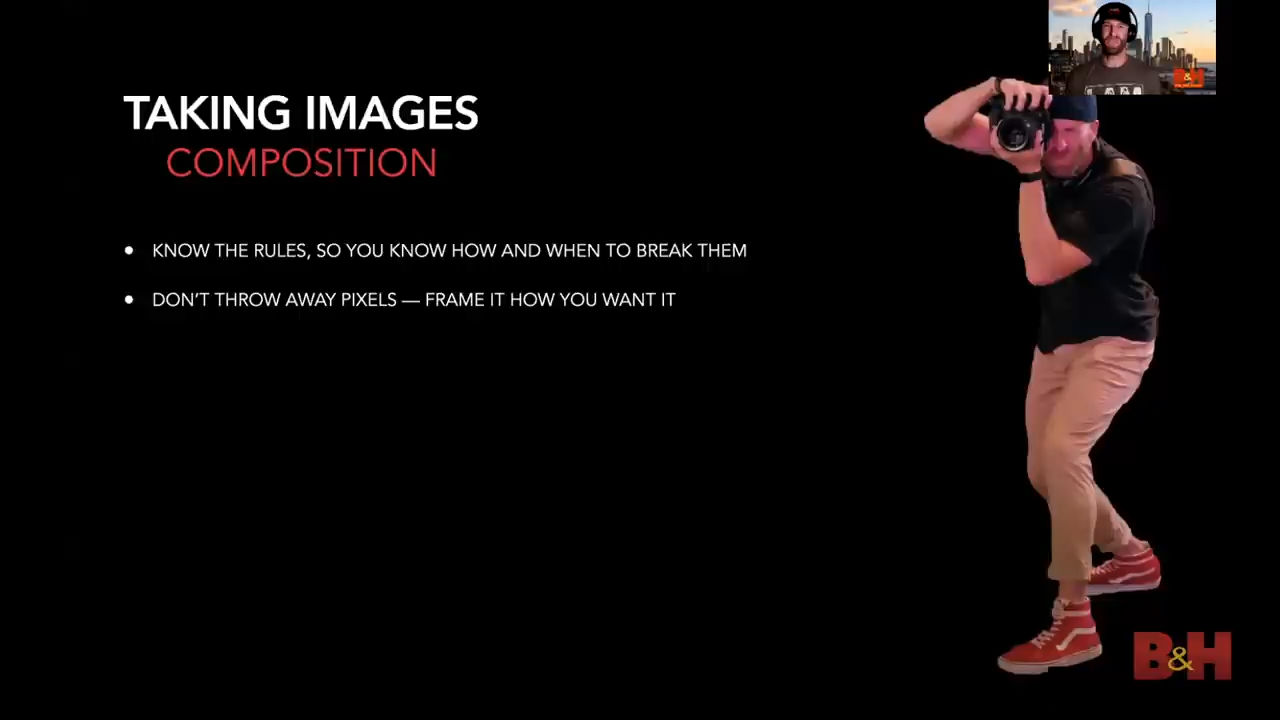 TAKING IMAGES
COMPOSITION
• KNOW THE RULES, SO YOU KNOW HOW AND WHEN TO BREAK THEM
• DON'T THROW AWAY PIXELS — FRAME IT HOW YOU WANT IT
B&H
B&H